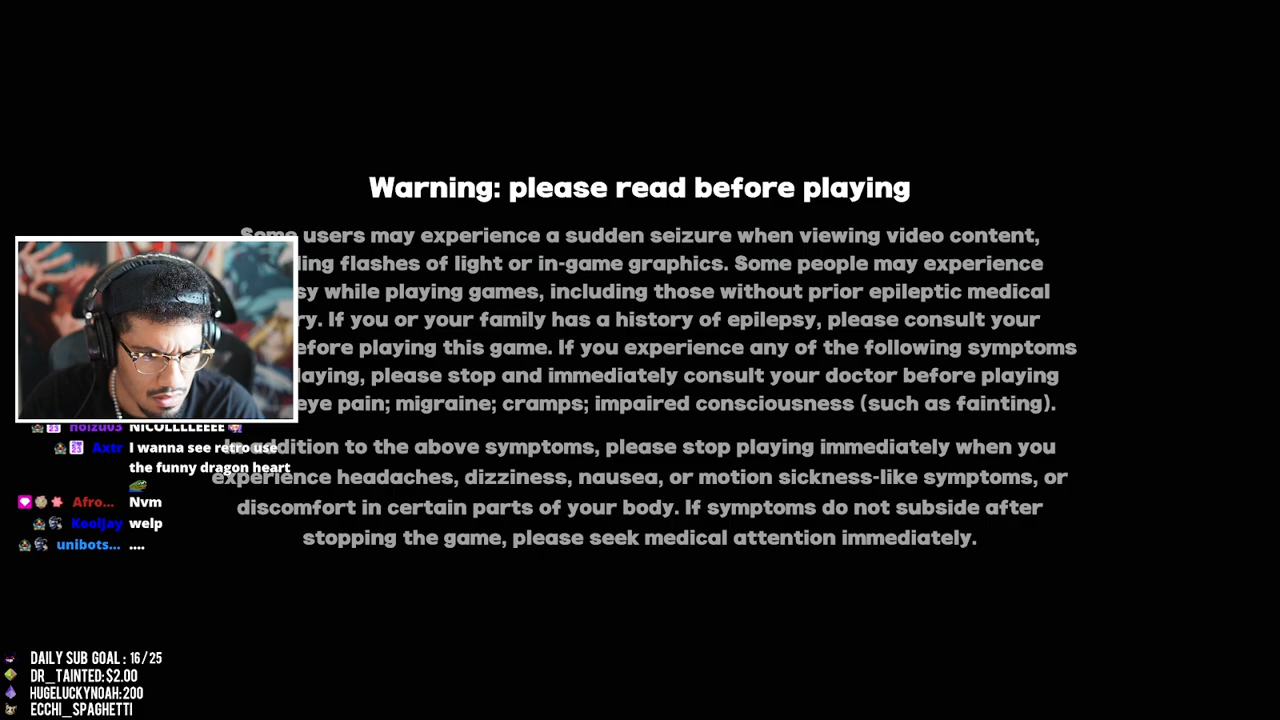 Warning: please read before playing
Some users may experience a sudden seizure when viewing video content,
ling flashes of light or in-game graphics. Some people may experience
sy while playing games, including those without prior epileptic medical
ry. If you or your family has a history of epilepsy, please consult your
efore playing this game. If you experience any of the following symptoms
laying, please stop and immediately consult your doctor before playing
eye pain; migraine; cramps; impaired consciousness (such as fainting).
In addition to the above symptoms, please stop playing immediately when you
experience headaches, dizziness, nausea, or motion sickness-like symptoms, or
discomfort in certain parts of your body. If symptoms do not subside after
stopping the game, please seek medical attention immediately.
Axtr I wanna see retro use
the funny dragon heart
Afro... Nvm
KoolJay welp
unibots... ....
DAILY SUB GOAL : 16/25
DR_TAINTED:$2.00
HUGELUCKYNOAH:200
ECCHI_SPAGHETTI